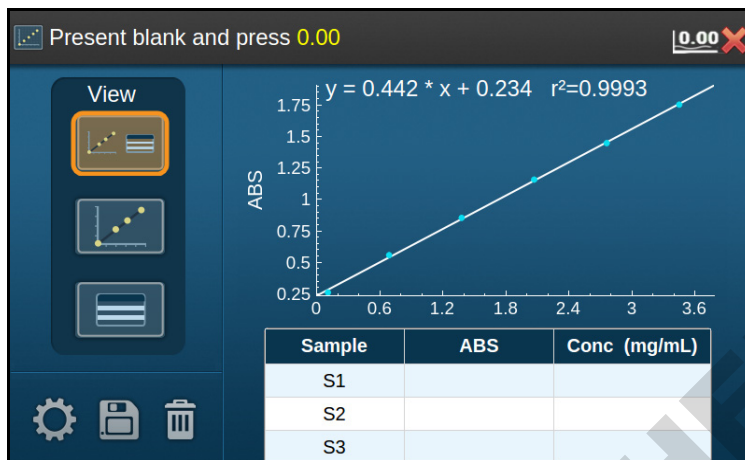 Present blank and press 0.00
0.00
View
y = 0.442 * x + 0.234 r²=0.9993
1.75
1.5
1.25
1
0.75
0.5
0.25
ABS
0 0.6 1.2 1.8 2.4 3 3.6
Sample ABS Conc (mg/mL)
S1
S2
S3